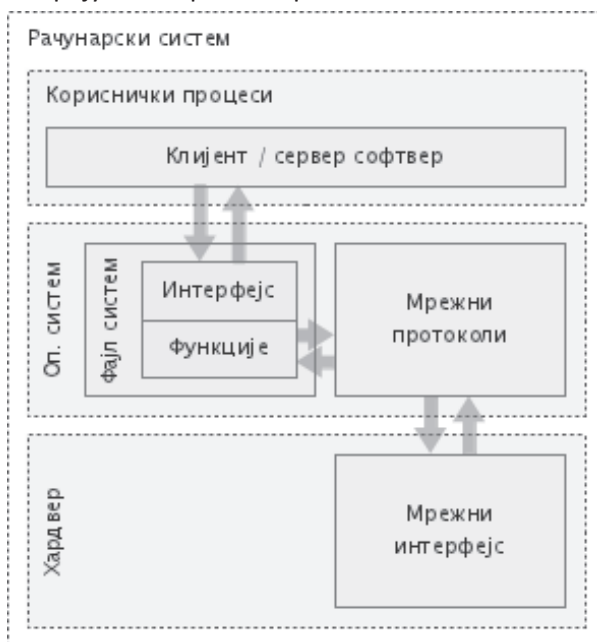 Рачунарски систем
Кориснички процеси
Клијент / сервер софтвер
Оп. систем
Фајл систем
Интерфејс
Функције
Мрежни
протоколи
Хардвер
Мрежни
интерфејс